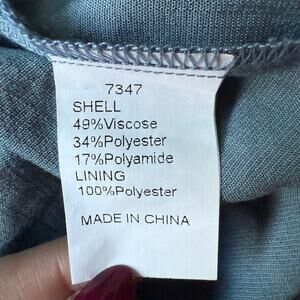 7347
SHELL
49%Viscose
34%Polyester
17%Polyamide
LINING
100%Polyester
MADE IN CHINA